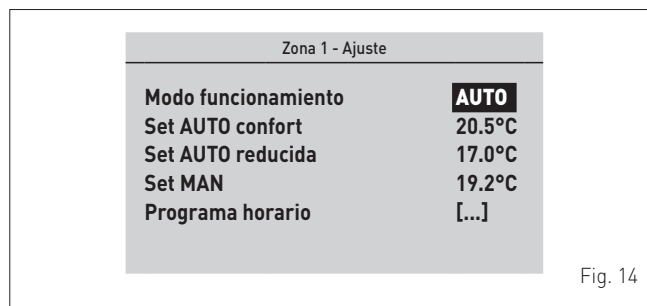 Zona 1 - Ajuste
Modo funcionamiento AUTO
Set AUTO confort 20.5°C
Set AUTO reducida 17.0°C
Set MAN 19.2°C
Programa horario [...]
Fig. 14